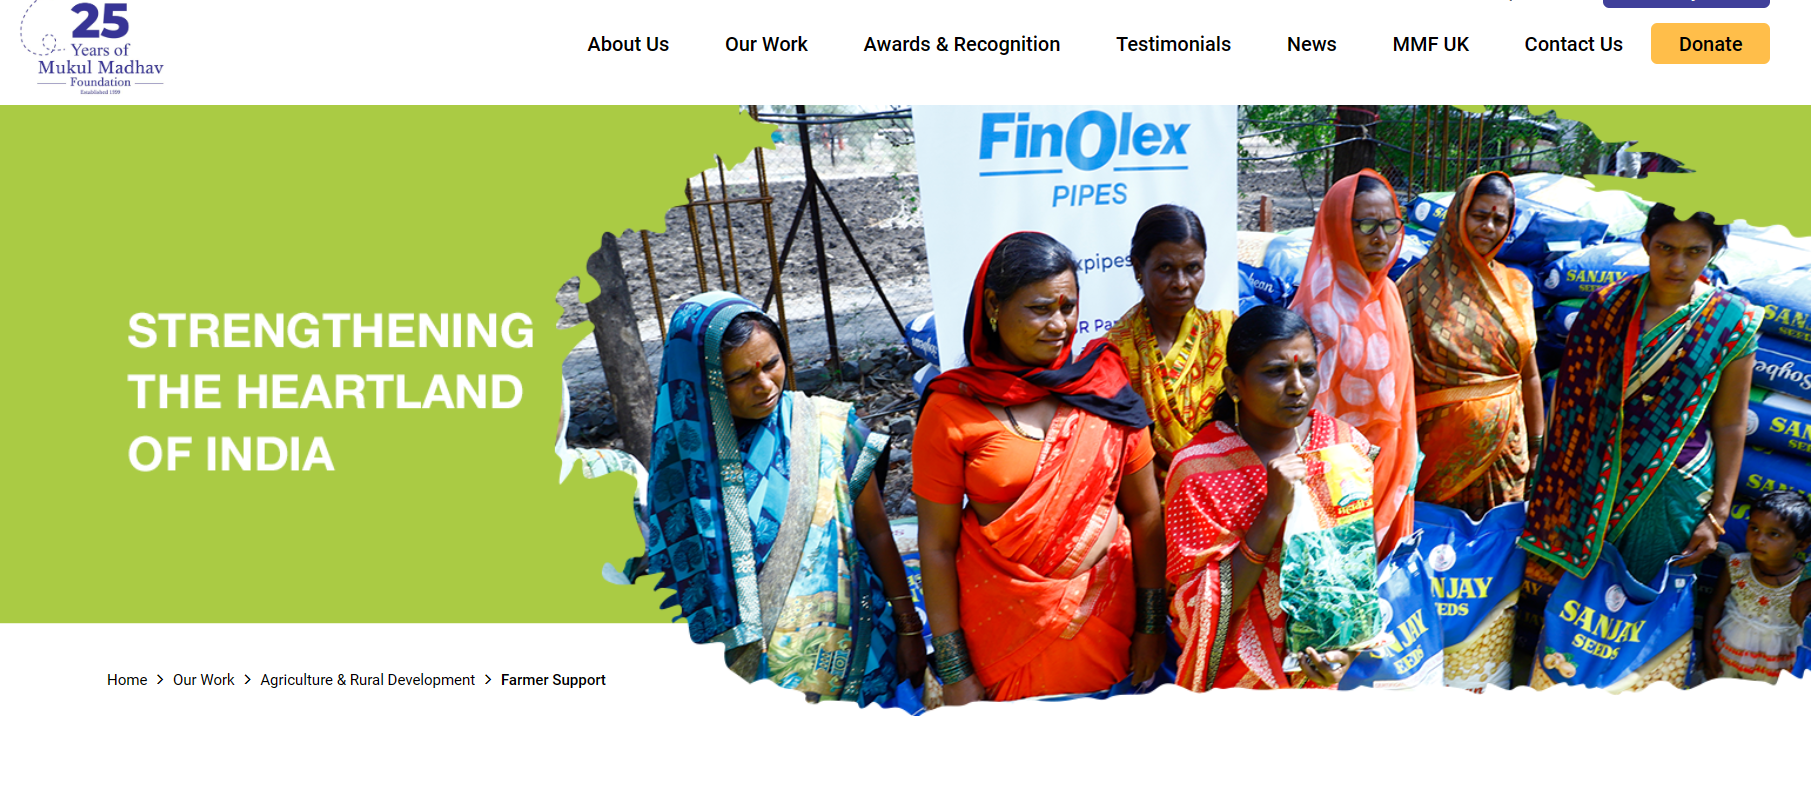 25
Years of
Mukul Madhav
Foundation
Established 1999
About Us
Our Work
Awards & Recognition
Testimonials
News
MMF UK
Contact Us
Donate
FinOlex
PIPES
xpipes
STRENGTHENING
THE HEARTLAND
OF INDIA
SANJAY
SEEDS
SANJAY
SEEDS
NJAY
Home > Our Work > Agriculture & Rural Development > Farmer Support